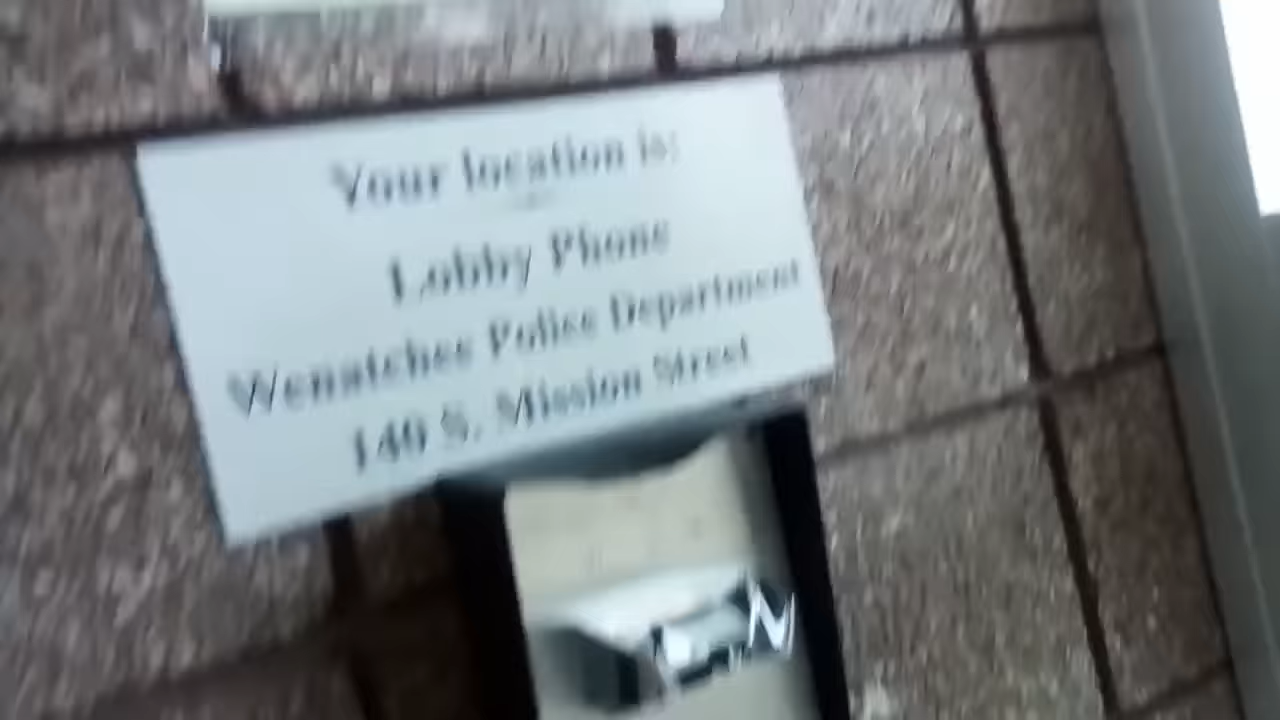 Your location is:
Lobby Phone
Wenatchee Police Department
140 S. Mission Street